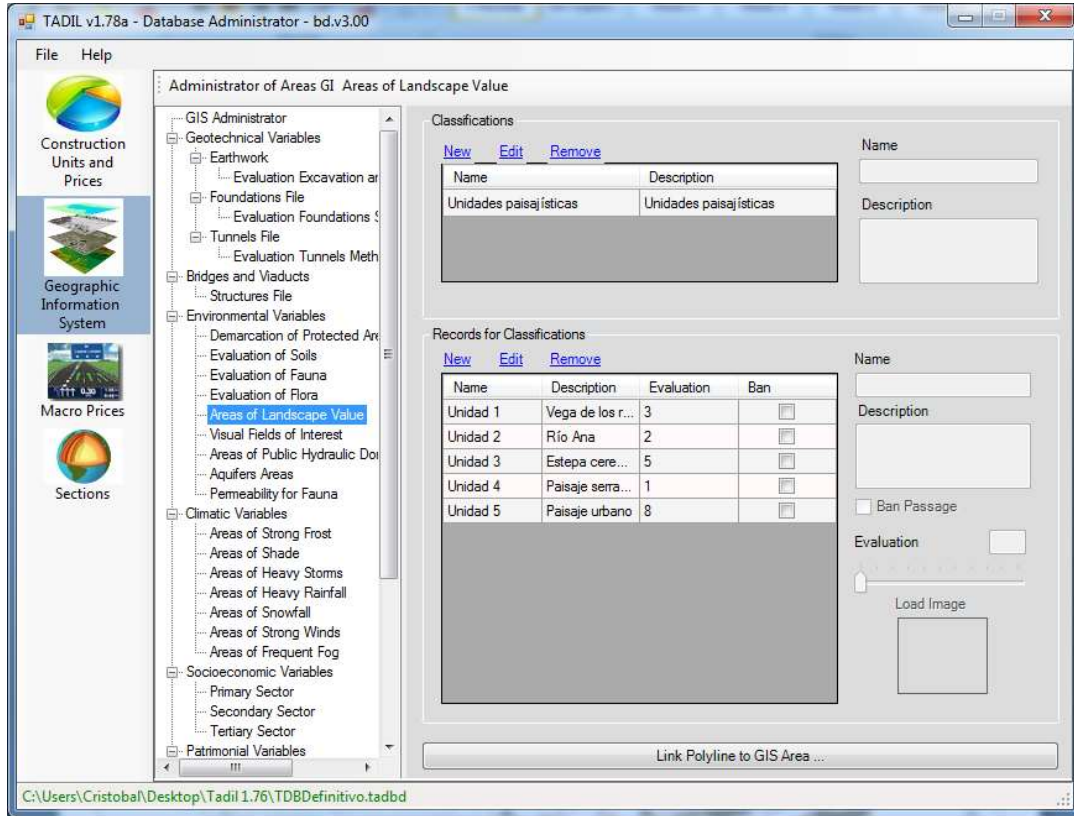 TADIL v1.78a - Database Administrator - bd.v3.00
File Help
Construction
Units and
Prices
Geographic
Information
System
Macro Prices
Sections
Administrator of Areas GI Areas of Landscape Value
GIS Administrator
Geotechnical Variables
Earthwork
Evaluation Excavation ar
Foundations File
Evaluation Foundations S
Tunnels File
Evaluation Tunnels Meth
Bridges and Viaducts
Structures File
Environmental Variables
Demarcation of Protected Are
Evaluation of Soils
Evaluation of Fauna
Evaluation of Flora
Areas of Landscape Value
Visual Fields of Interest
Areas of Public Hydraulic Dor
Aquifers Areas
Permeability for Fauna
Climatic Variables
Areas of Strong Frost
Areas of Shade
Areas of Heavy Storms
Areas of Heavy Rainfall
Areas of Snowfall
Areas of Strong Winds
Areas of Frequent Fog
Socioeconomic Variables
Primary Sector
Secondary Sector
Tertiary Sector
Patrimonial Variables
Classifications
New Edit Remove
Name Description
Unidades paisajísticas Unidades paisajísticas
Name
Description
Records for Classifications
New Edit Remove
Name Description Evaluation Ban
Unidad 1 Vega de los r... 3
Unidad 2 Río Ana 2
Unidad 3 Estepa cere... 5
Unidad 4 Paisaje serra... 1
Unidad 5 Paisaje urbano 8
Name
Description
Ban Passage
Evaluation
Load Image
Link Polyline to GIS Area ...
C:\Users\Cristobal\Desktop\Tadil 1.76\TDBDefinitivo.tadbd